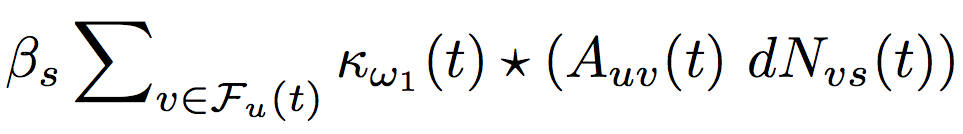 β_s ∑_{v∈ℱ_u(t)} κ_{ω_1}(t) ⋆ (A_{uv}(t) dN_{vs}(t))